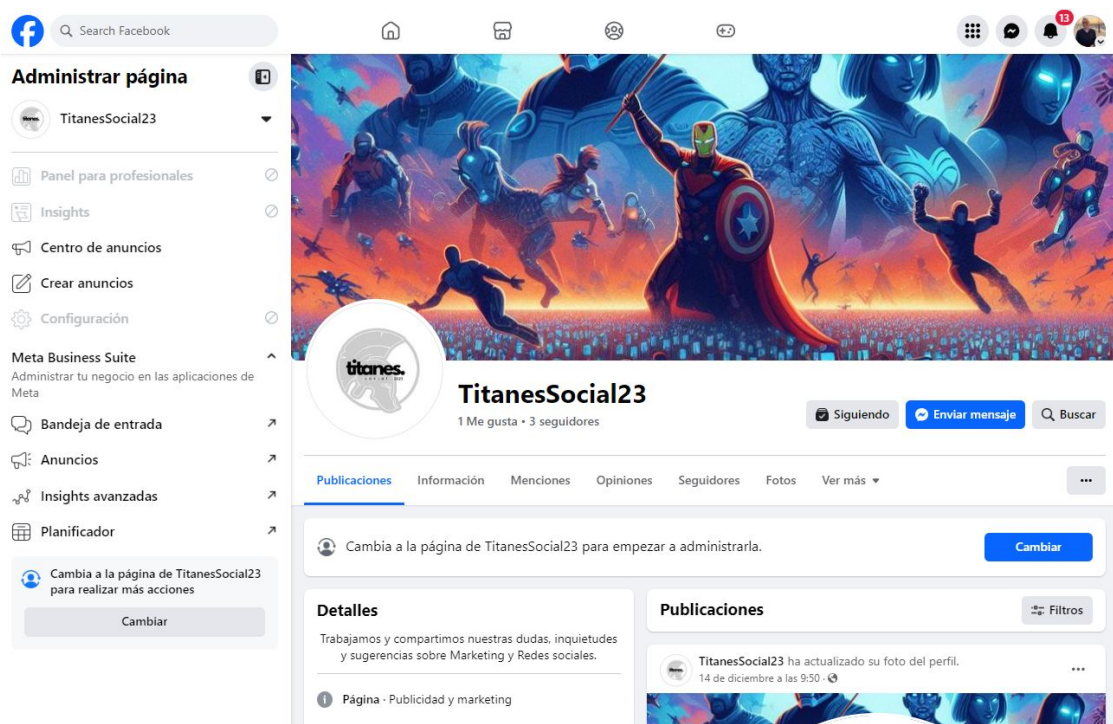 Search Facebook
13
Administrar página
TitanesSocial23
Panel para profesionales
Insights
Centro de anuncios
Crear anuncios
Configuración
Meta Business Suite
Administrar tu negocio en las aplicaciones de
Meta
Bandeja de entrada
Anuncios
Insights avanzadas
Planificador
Cambia a la página de TitanesSocial23
para realizar más acciones
Cambiar
titanes.
social 2023
TitanesSocial23
1 Me gusta • 3 seguidores
Siguiendo
Enviar mensaje
Buscar
Publicaciones
Información
Menciones
Opiniones
Seguidores
Fotos
Ver más
Cambia a la página de TitanesSocial23 para empezar a administrarla.
Cambiar
Detalles
Trabajamos y compartimos nuestras dudas, inquietudes
y sugerencias sobre Marketing y Redes sociales.
Página · Publicidad y marketing
Publicaciones
Filtros
TitanesSocial23 ha actualizado su foto del perfil.
14 de diciembre a las 9:50 ·